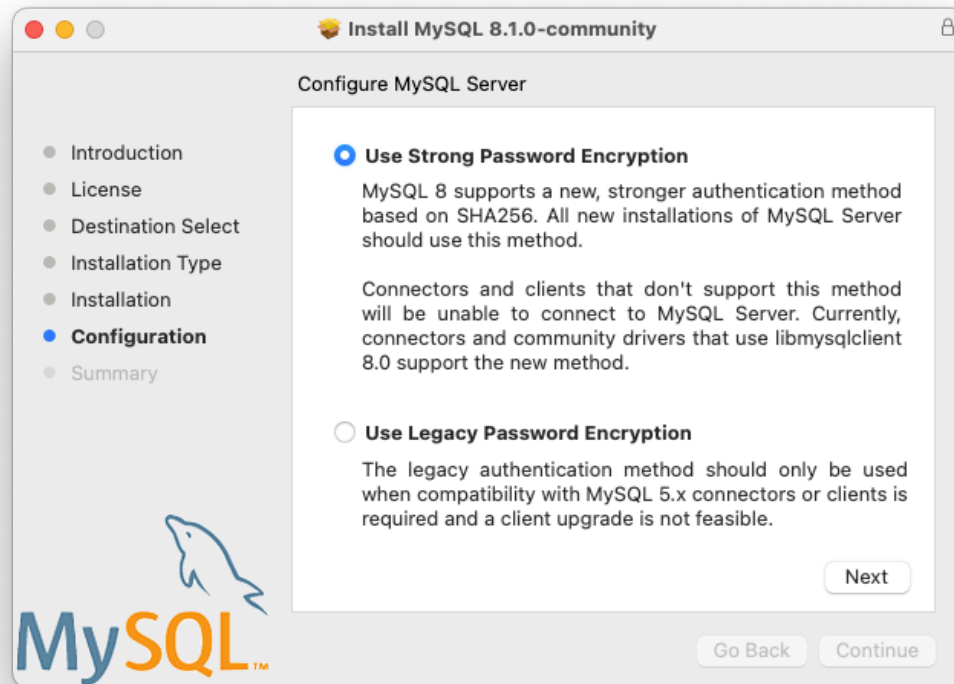 Install MySQL 8.1.0-community
Configure MySQL Server
Introduction
License
Destination Select
Installation Type
Installation
Configuration
Summary
Use Strong Password Encryption
MySQL 8 supports a new, stronger authentication method
based on SHA256. All new installations of MySQL Server
should use this method.
Connectors and clients that don't support this method
will be unable to connect to MySQL Server. Currently,
connectors and community drivers that use libmysqlclient
8.0 support the new method.
Use Legacy Password Encryption
The legacy authentication method should only be used
when compatibility with MySQL 5.x connectors or clients is
required and a client upgrade is not feasible.
Next
MySQL™
Go Back Continue